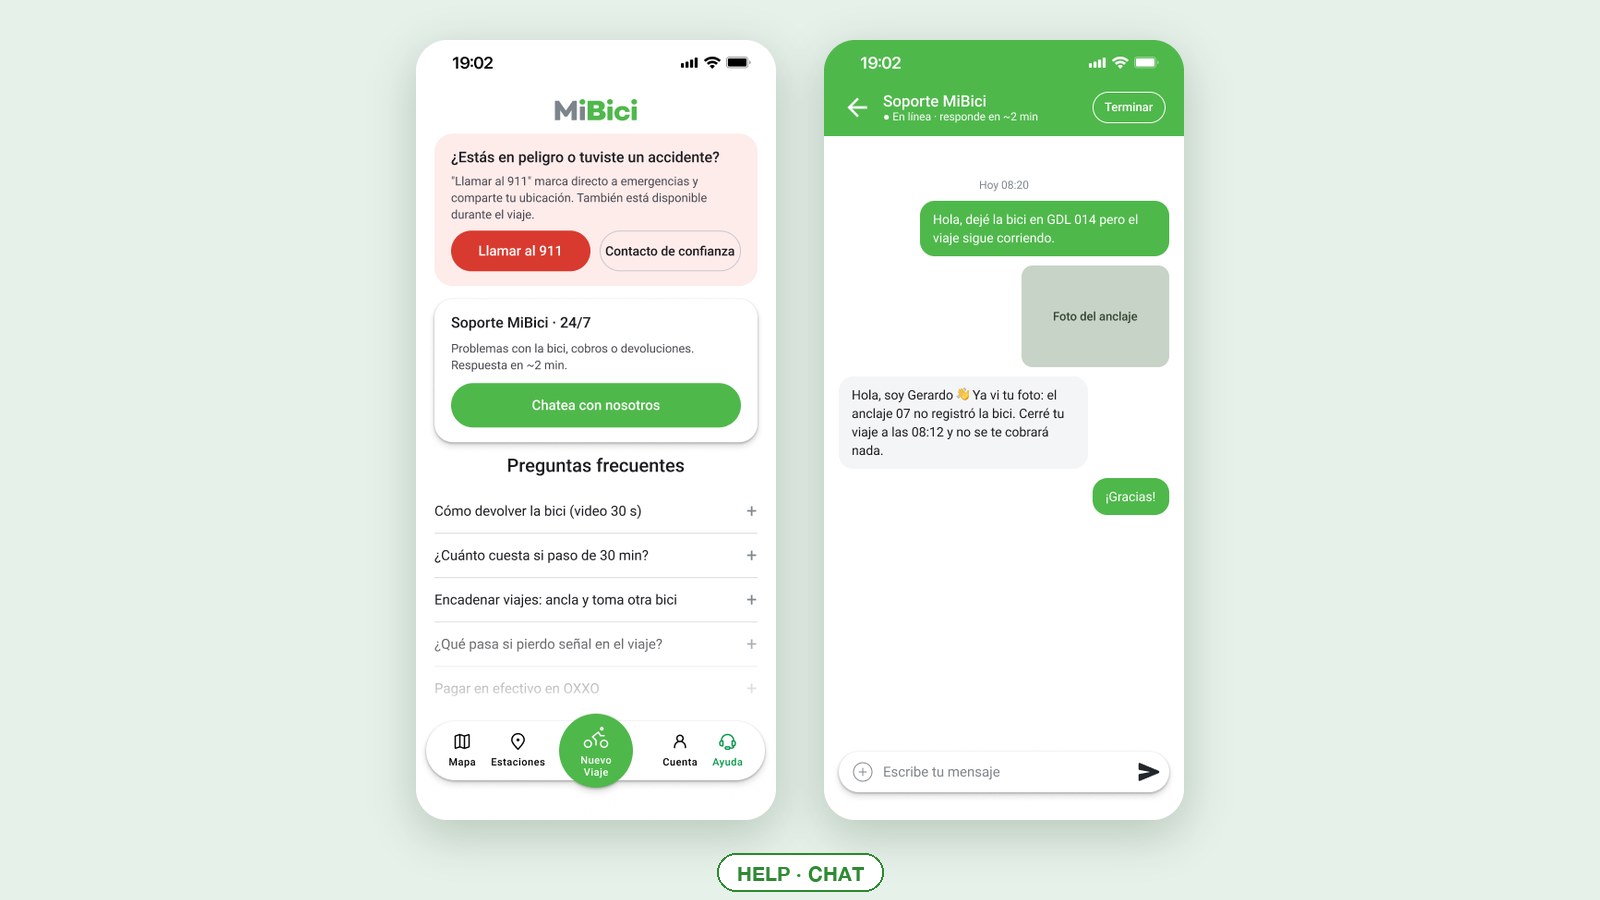 19:02
MiBici
¿Estás en peligro o tuviste un accidente?
"Llamar al 911" marca directo a emergencias y
comparte tu ubicación. También está disponible
durante el viaje.
Llamar al 911
Contacto de confianza
Soporte MiBici · 24/7
Problemas con la bici, cobros o devoluciones.
Respuesta en ~2 min.
Chatea con nosotros
Preguntas frecuentes
Cómo devolver la bici (video 30 s)
¿Cuánto cuesta si paso de 30 min?
Encadenar viajes: ancla y toma otra bici
¿Qué pasa si pierdo señal en el viaje?
Pagar en efectivo en OXXO
Mapa
Estaciones
Nuevo
Viaje
Cuenta
Ayuda
19:02
Soporte MiBici
● En línea · responde en ~2 min
Terminar
Hoy 08:20
Hola, dejé la bici en GDL 014 pero el
viaje sigue corriendo.
Foto del anclaje
Hola, soy Gerardo 👋 Ya vi tu foto: el
anclaje 07 no registró la bici. Cerré tu
viaje a las 08:12 y no se te cobrará
nada.
¡Gracias!
Escribe tu mensaje
HELP · CHAT